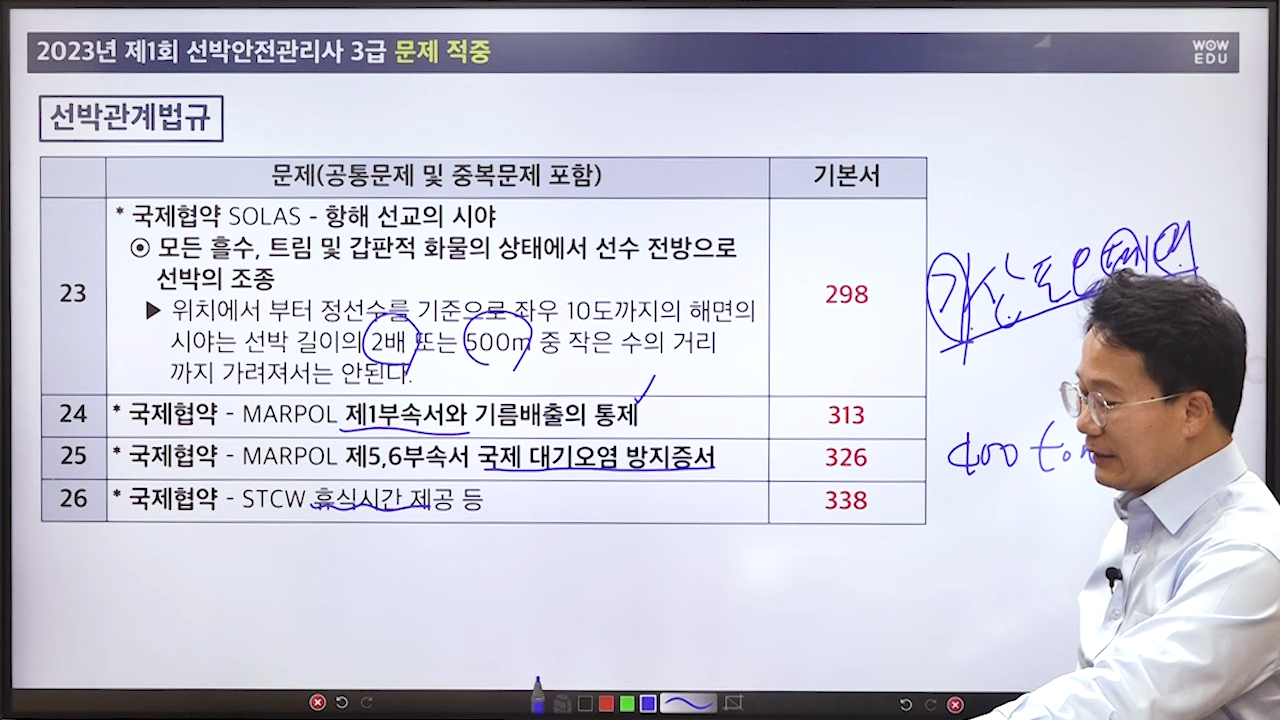 2023년 제1회 선박안전관리사 3급 문제 적중
WOW
EDU
선박관계법규
문제(공통문제 및 중복문제 포함) 기본서
23
* 국제협약 SOLAS - 항해 선교의 시야
⊙ 모든 흘수, 트림 및 갑판적 화물의 상태에서 선수 전방으로
선박의 조종
▶ 위치에서 부터 정선수를 기준으로 좌우 10도까지의 해면의
시야는 선박 길이의 2배 또는 500m 중 작은 수의 거리
까지 가려져서는 안된다.
298
24 * 국제협약 - MARPOL 제1부속서와 기름배출의 통제 313
25 * 국제협약 - MARPOL 제5,6부속서 국제 대기오염 방지증서 326
26 * 국제협약 - STCW 휴식시간 제공 등 338
400 ton